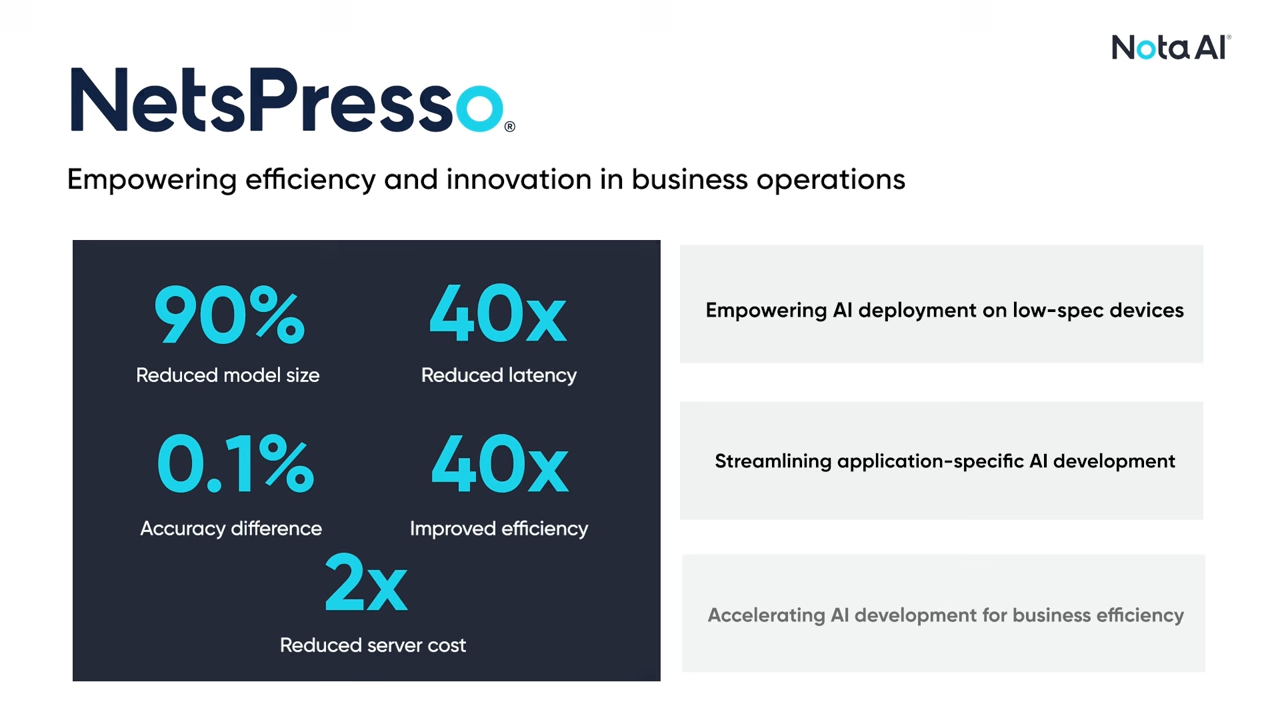 Nota AI®
NetsPresso®
Empowering efficiency and innovation in business operations
90%
Reduced model size
40x
Reduced latency
0.1%
Accuracy difference
40x
Improved efficiency
2x
Reduced server cost
Empowering AI deployment on low-spec devices
Streamlining application-specific AI development
Accelerating AI development for business efficiency